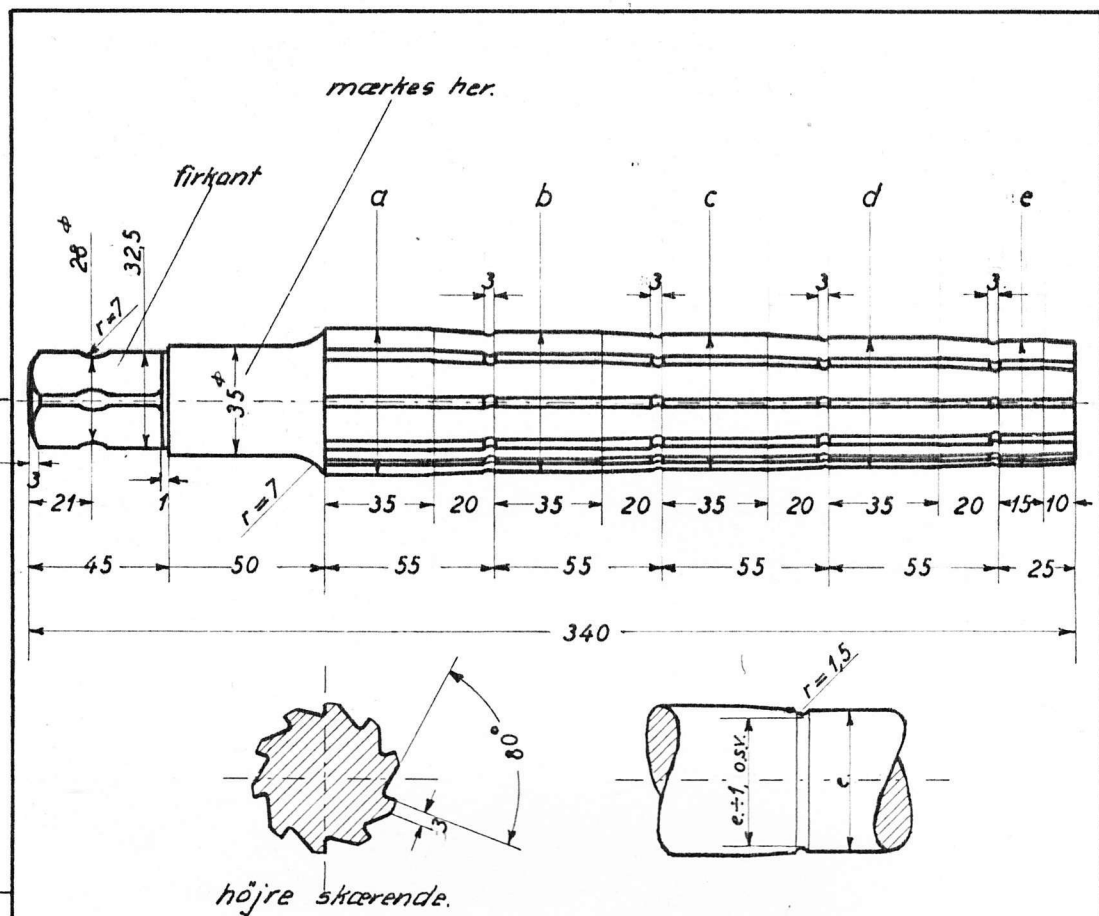 mærkes her.
firkant
a b c d e
28⌀ 32,5 3 3 3 3
r=7
35⌀
3
21 1 r=7 35 20 35 20 35 20 35 20 15 10
45 50 55 55 55 55 25
340
r=1,5
80°
3
e÷1, osv.
e
höjre skærende.